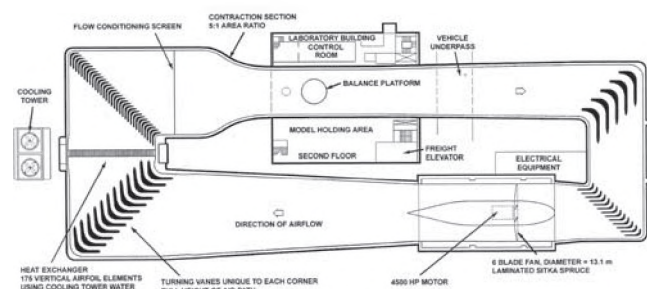 FLOW CONDITIONING SCREEN
CONTRACTION SECTION
5:1 AREA RATIO
LABORATORY BUILDING
CONTROL
ROOM
VEHICLE
UNDERPASS
COOLING
TOWER
BALANCE PLATFORM
MODEL HOLDING AREA
SECOND FLOOR
FREIGHT
ELEVATOR
ELECTRICAL
EQUIPMENT
DIRECTION OF AIRFLOW
HEAT EXCHANGER
175 VERTICAL AIRFOIL ELEMENTS
USING COOLING TOWER WATER
TURNING VANES UNIQUE TO EACH CORNER
4500 HP MOTOR
6 BLADE FAN, DIAMETER = 13.1 m
LAMINATED SITKA SPRUCE